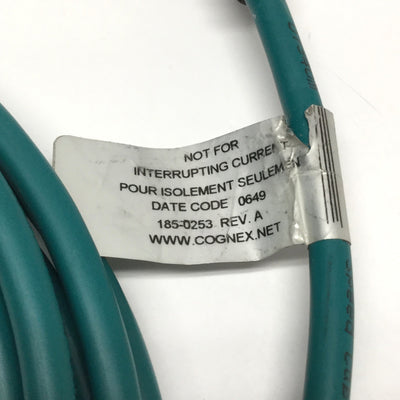 NOT FOR
INTERRUPTING CURRENT
POUR ISOLEMENT SEULEMENT
DATE CODE 0649
185-0253 REV. A
WWW.COGNEX.NET